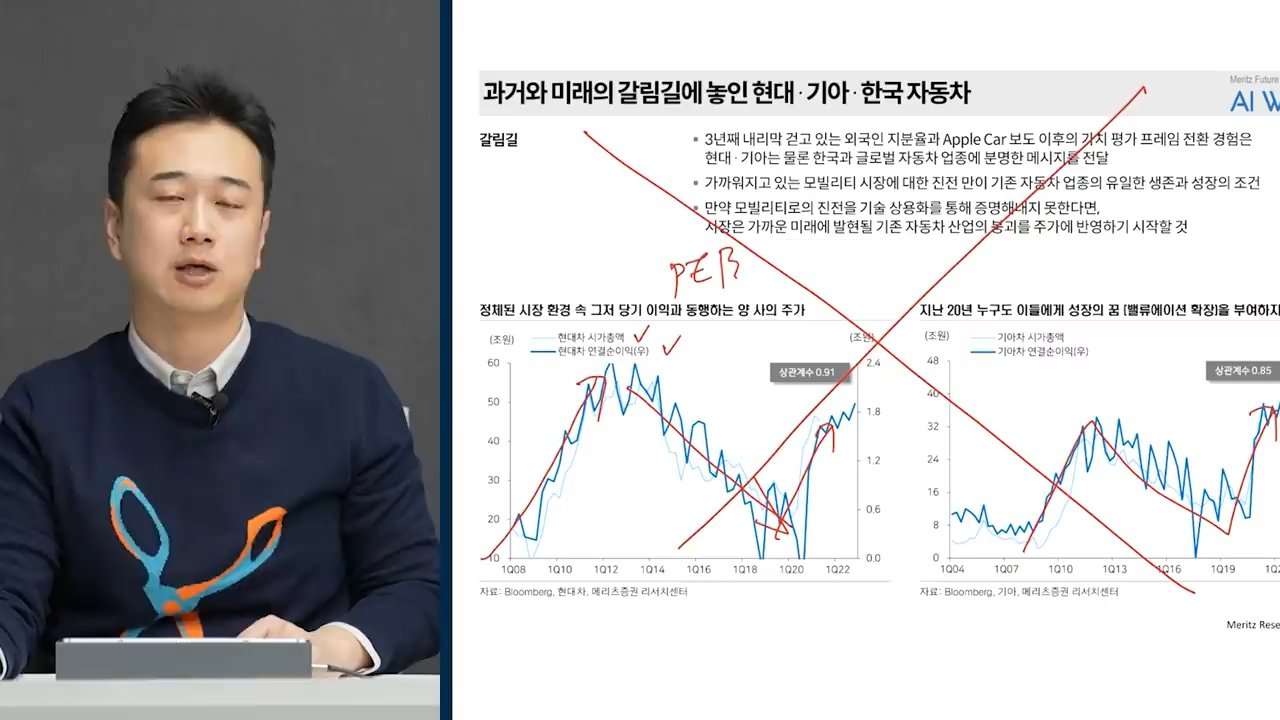 Meritz Future
과거와 미래의 갈림길에 놓인 현대·기아·한국 자동차
AI W
갈림길
▪ 3년째 내리막 걷고 있는 외국인 지분율과 Apple Car 보도 이후의 가치 평가 프레임 전환 경험은
현대·기아는 물론 한국과 글로벌 자동차 업종에 분명한 메시지를 전달
▪ 가까워지고 있는 모빌리티 시장에 대한 진전 만이 기존 자동차 업종의 유일한 생존과 성장의 조건
▪ 만약 모빌리티로의 진전을 기술 상용화를 통해 증명해내지 못한다면,
시장은 가까운 미래에 발현될 기존 자동차 산업의 붕괴를 주가에 반영하기 시작할 것
정체된 시장 환경 속 그저 당기 이익과 동행하는 양 사의 주가
(조원)
현대차 시가총액
현대차 연결순이익(우)
(조원)
상관계수 0.91
60
50
40
30
20
10
2.4
1.8
1.2
0.6
0.0
1Q08 1Q10 1Q12 1Q14 1Q16 1Q18 1Q20 1Q22
자료: Bloomberg, 현대차, 메리츠증권 리서치센터
지난 20년 누구도 이들에게 성장의 꿈 (밸류에이션 확장)을 부여하지
(조원)
기아차 시가총액
기아차 연결순이익(우)
상관계수 0.85
48
40
32
24
16
8
0
1Q04 1Q07 1Q10 1Q13 1Q16 1Q19 1Q2
자료: Bloomberg, 기아, 메리츠증권 리서치센터
Meritz Rese